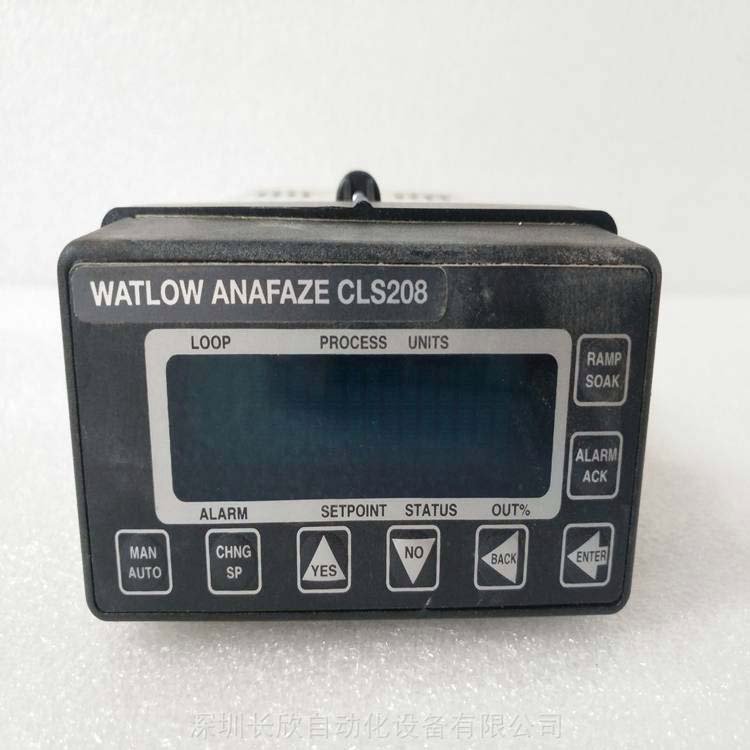 WATLOW ANAFAZE CLS208
LOOP PROCESS UNITS
RAMP
SOAK
ALARM
ACK
ALARM SETPOINT STATUS OUT%
MAN
AUTO
CHNG
SP
YES
NO
BACK
ENTER
深圳长欣自动化设备有限公司